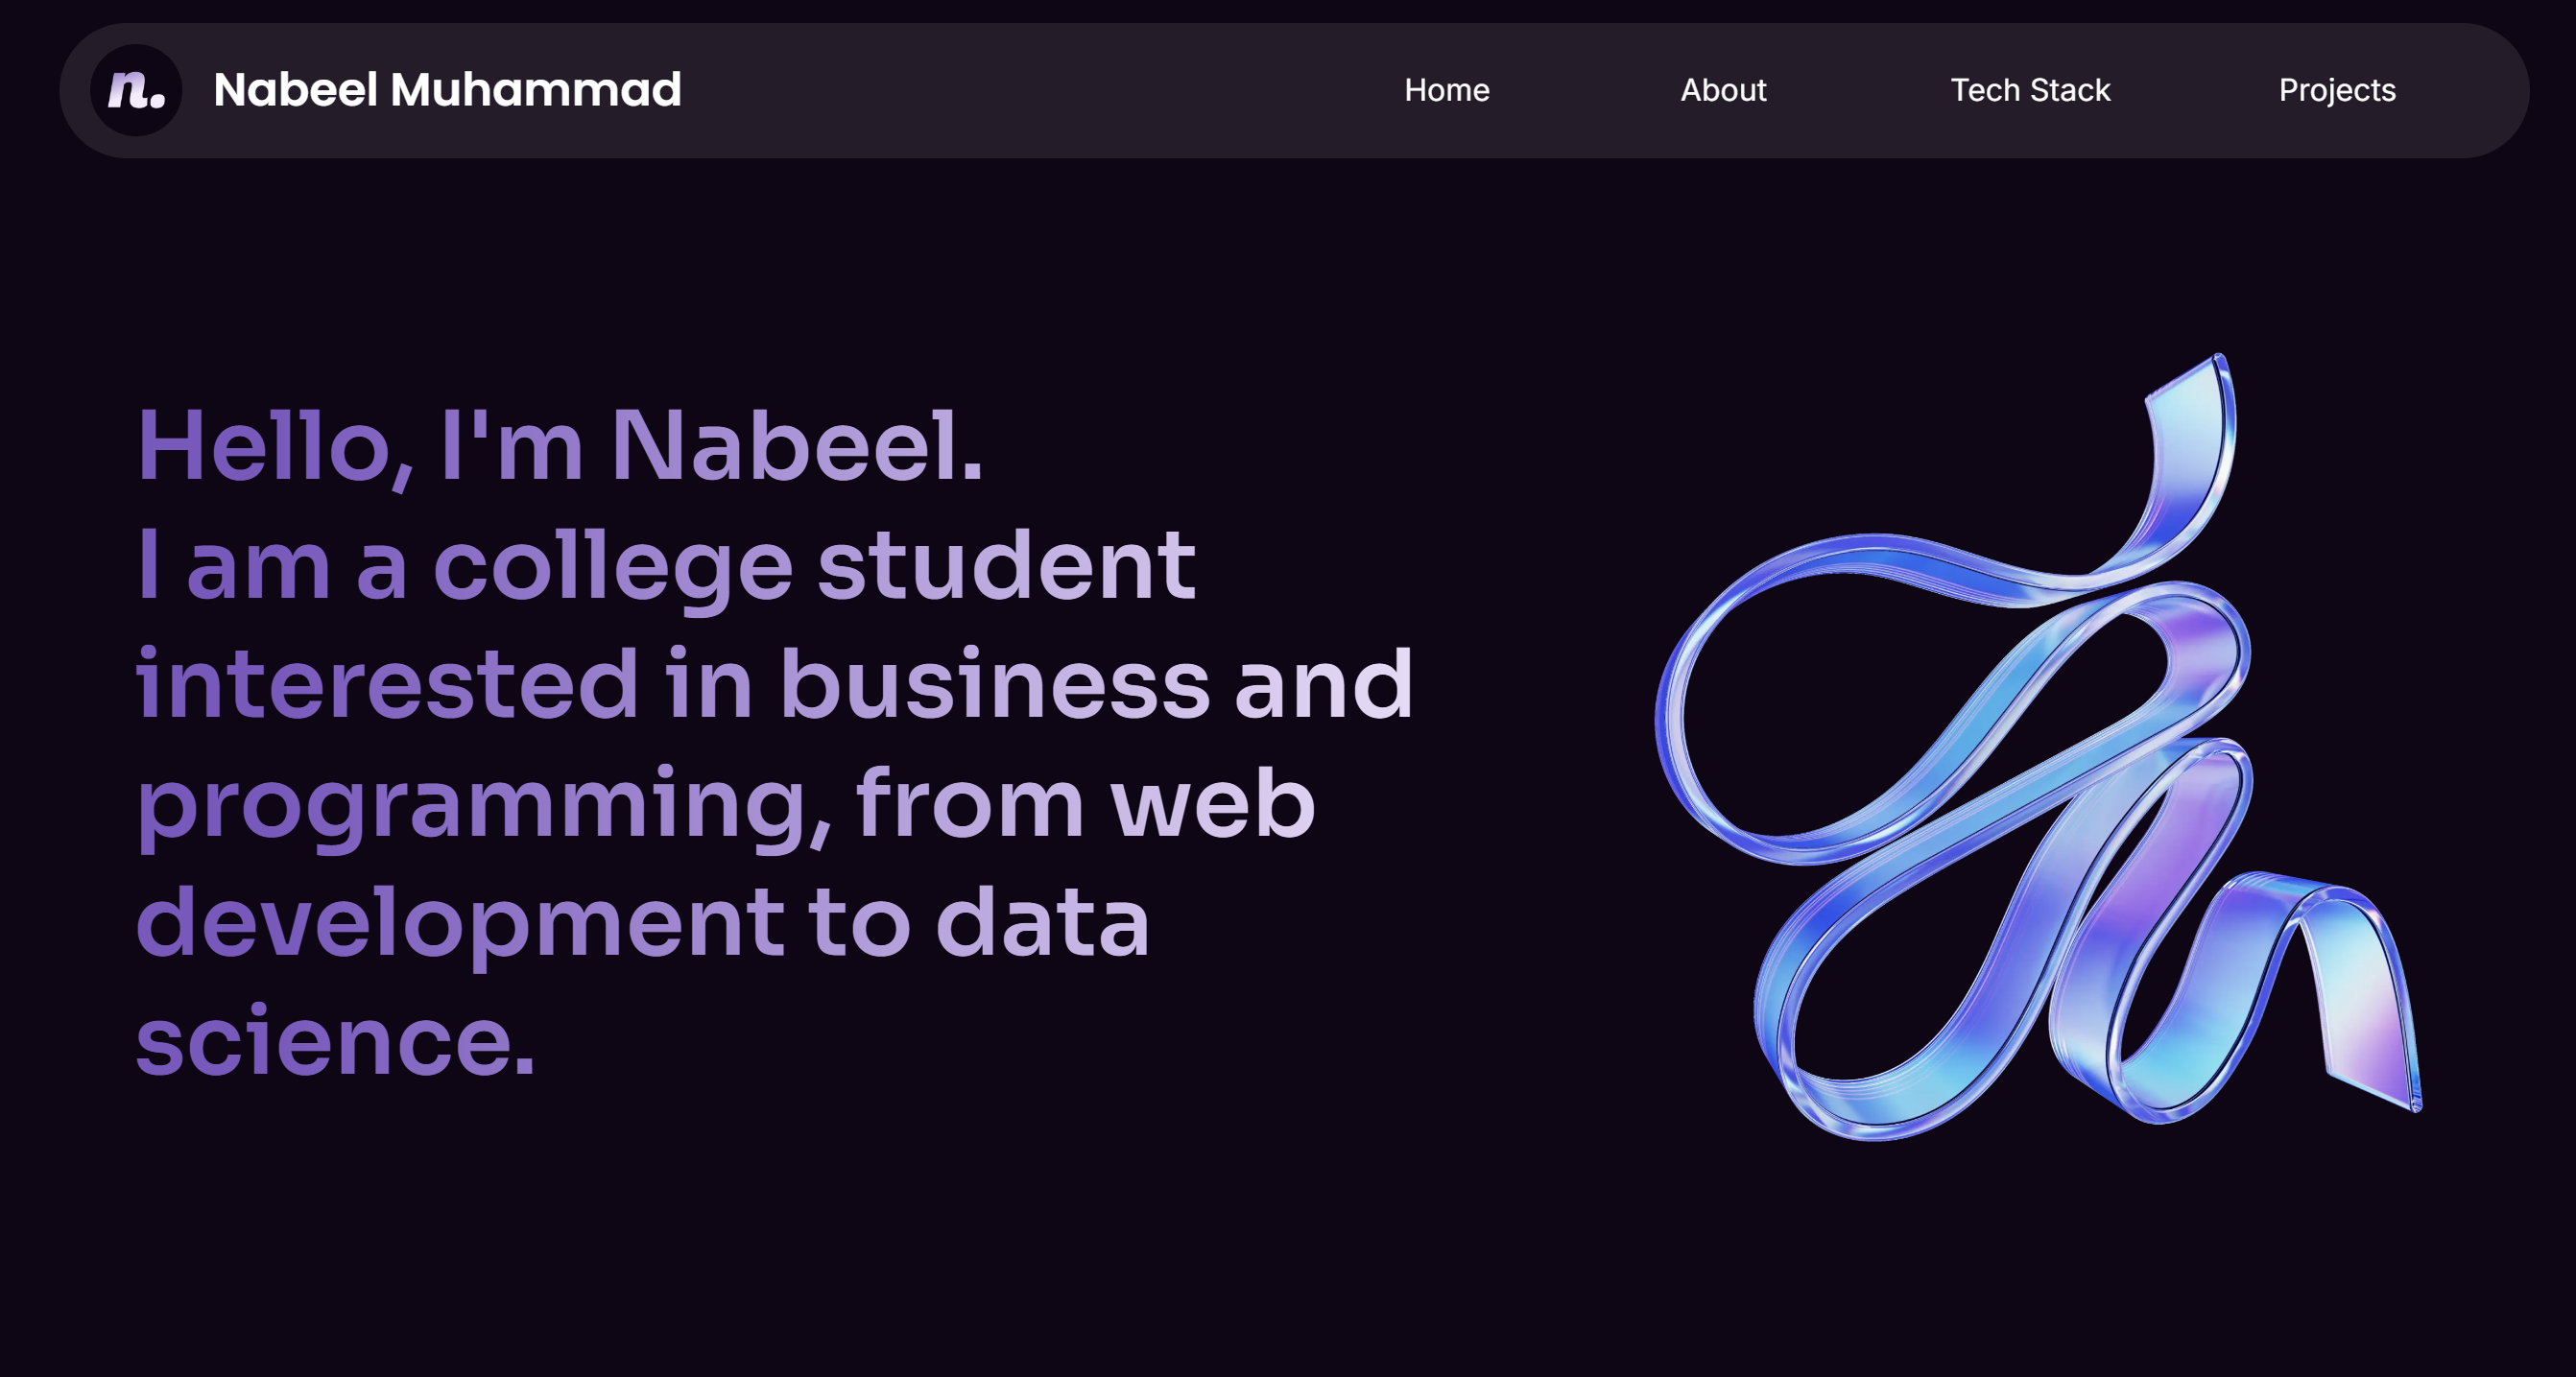 n. Nabeel Muhammad Home About Tech Stack Projects
Hello, I'm Nabeel.
I am a college student
interested in business and
programming, from web
development to data
science.